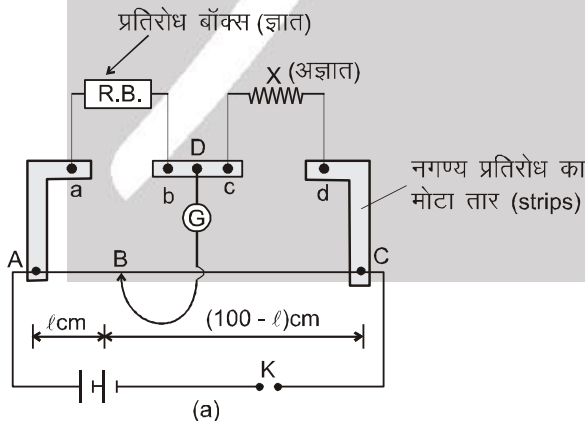 प्रतिरोध बॉक्स (ज्ञात)
R.B.
X (अज्ञात)
D
a
b
c
d
G
नगण्य प्रतिरोध का
मोटा तार (strips)
A
B
C
ℓcm
(100 - ℓ)cm
K
(a)